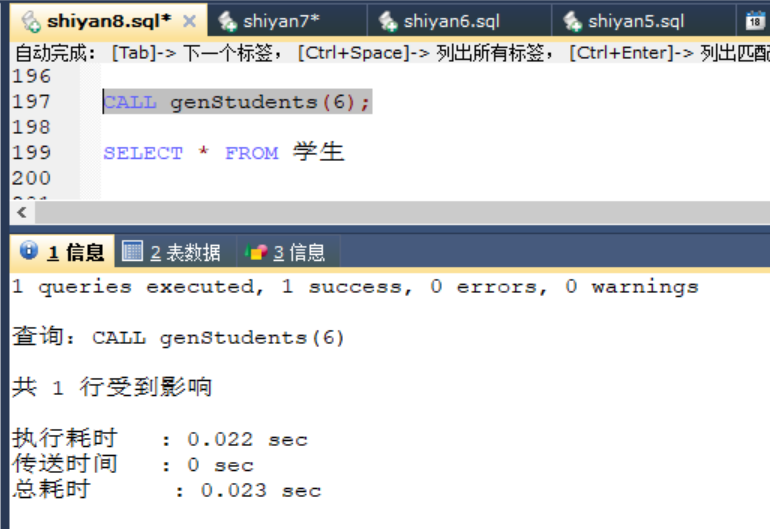 shiyan8.sql* shiyan7* shiyan6.sql shiyan5.sql 18
自动完成: [Tab]-> 下一个标签, [Ctrl+Space]-> 列出所有标签, [Ctrl+Enter]-> 列出匹配
196
197 CALL genStudents(6);
198
199 SELECT * FROM 学生
200
1 信息 2 表数据 3 信息
1 queries executed, 1 success, 0 errors, 0 warnings
查询: CALL genStudents(6)
共 1 行受到影响
执行耗时 : 0.022 sec
传送时间 : 0 sec
总耗时 : 0.023 sec